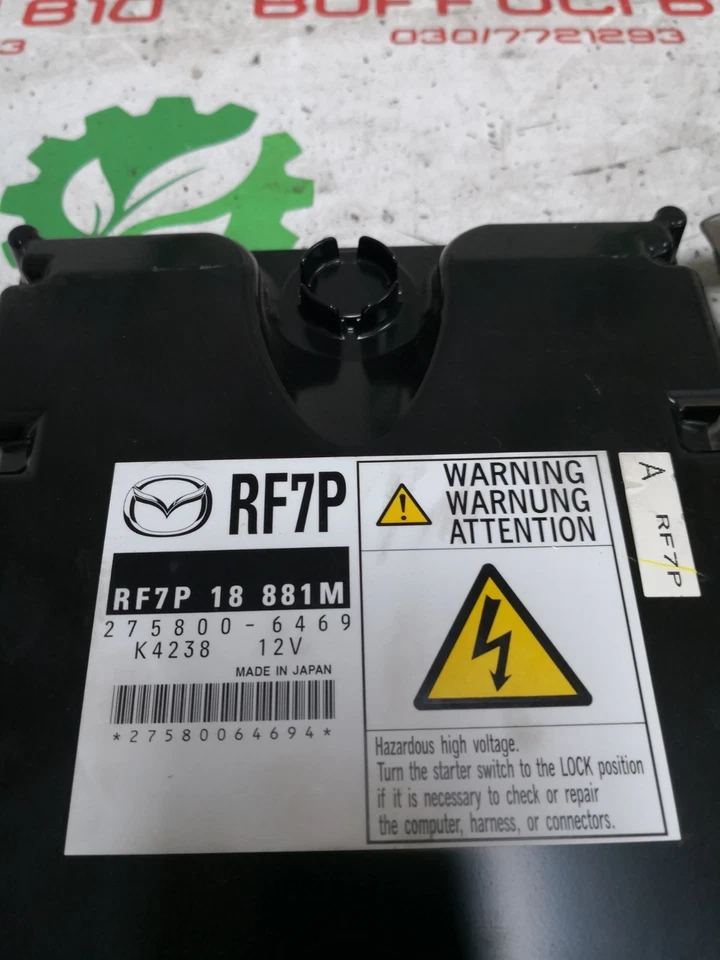 B10
030/7721293
RF7P
RF7P 18 881M
275800-6469
K4238 12V
MADE IN JAPAN
*27580064694*
WARNING
WARNUNG
ATTENTION
Hazardous high voltage.
Turn the starter switch to the LOCK position
if it is necessary to check or repair
the computer, harness, or connectors.
A RF7P